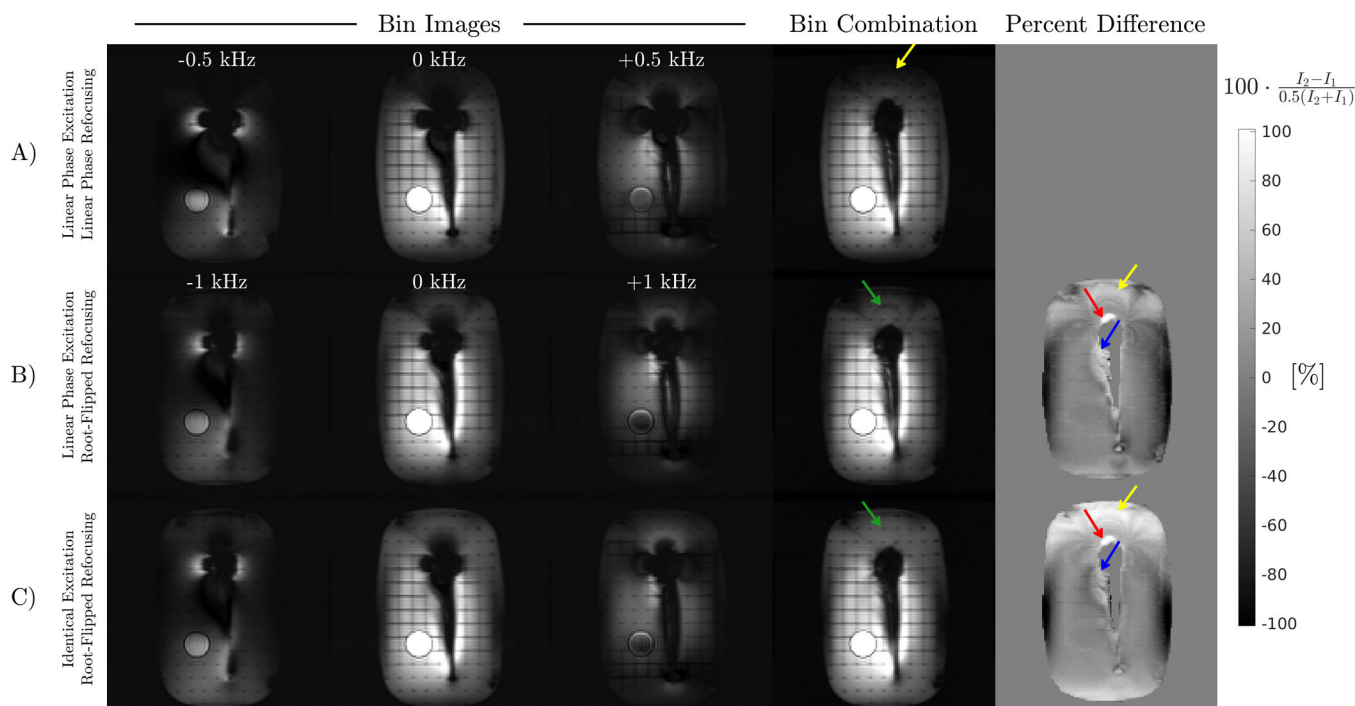 Bin Images
Bin Combination
Percent Difference
-0.5 kHz
0 kHz
+0.5 kHz
A)
Linear Phase Excitation
Linear Phase Refocusing
-1 kHz
0 kHz
+1 kHz
B)
Linear Phase Excitation
Root-Flipped Refocusing
C)
Identical Excitation
Root-Flipped Refocusing
100 · (I₂−I₁)/(0.5(I₂+I₁))
100
80
60
40
20
0
-20
-40
-60
-80
-100
[%]